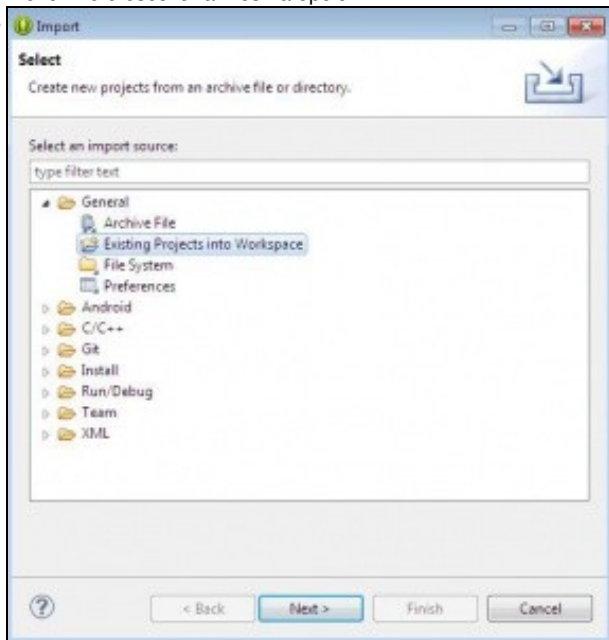 Import
Select
Create new projects from an archive file or directory.
Select an import source:
type filter text
General
Archive File
Existing Projects into Workspace
File System
Preferences
Android
C/C++
Git
Install
Run/Debug
Team
XML
?
< Back
Next >
Finish
Cancel